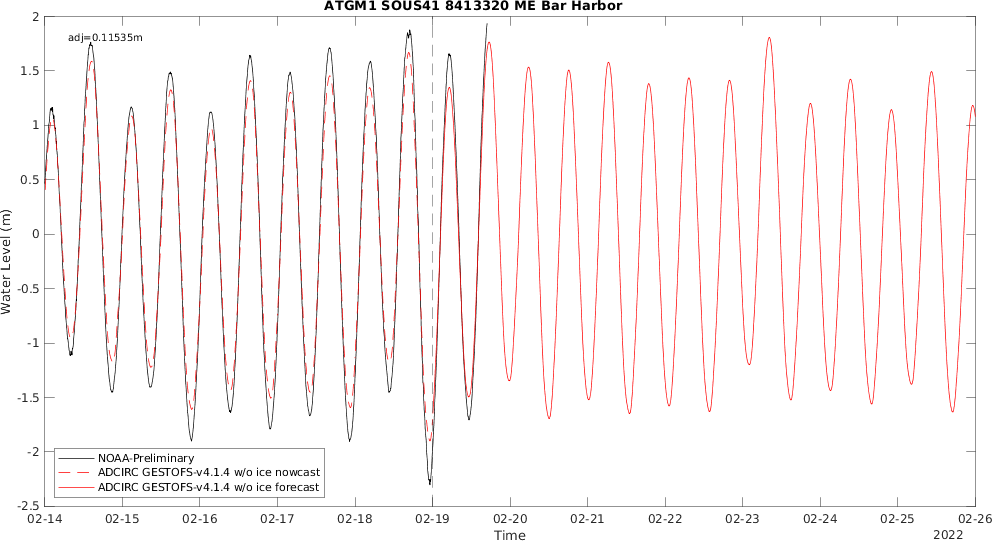 ATGM1 SOUS41 8413320 ME Bar Harbor
adj=0.11535m
Water Level (m)
2
1.5
1
0.5
0
-0.5
-1
-1.5
-2
-2.5
NOAA-Preliminary
ADCIRC GESTOFS-v4.1.4 w/o ice nowcast
ADCIRC GESTOFS-v4.1.4 w/o ice forecast
02-14 02-15 02-16 02-17 02-18 02-19 02-20 02-21 02-22 02-23 02-24 02-25 02-26
Time
2022